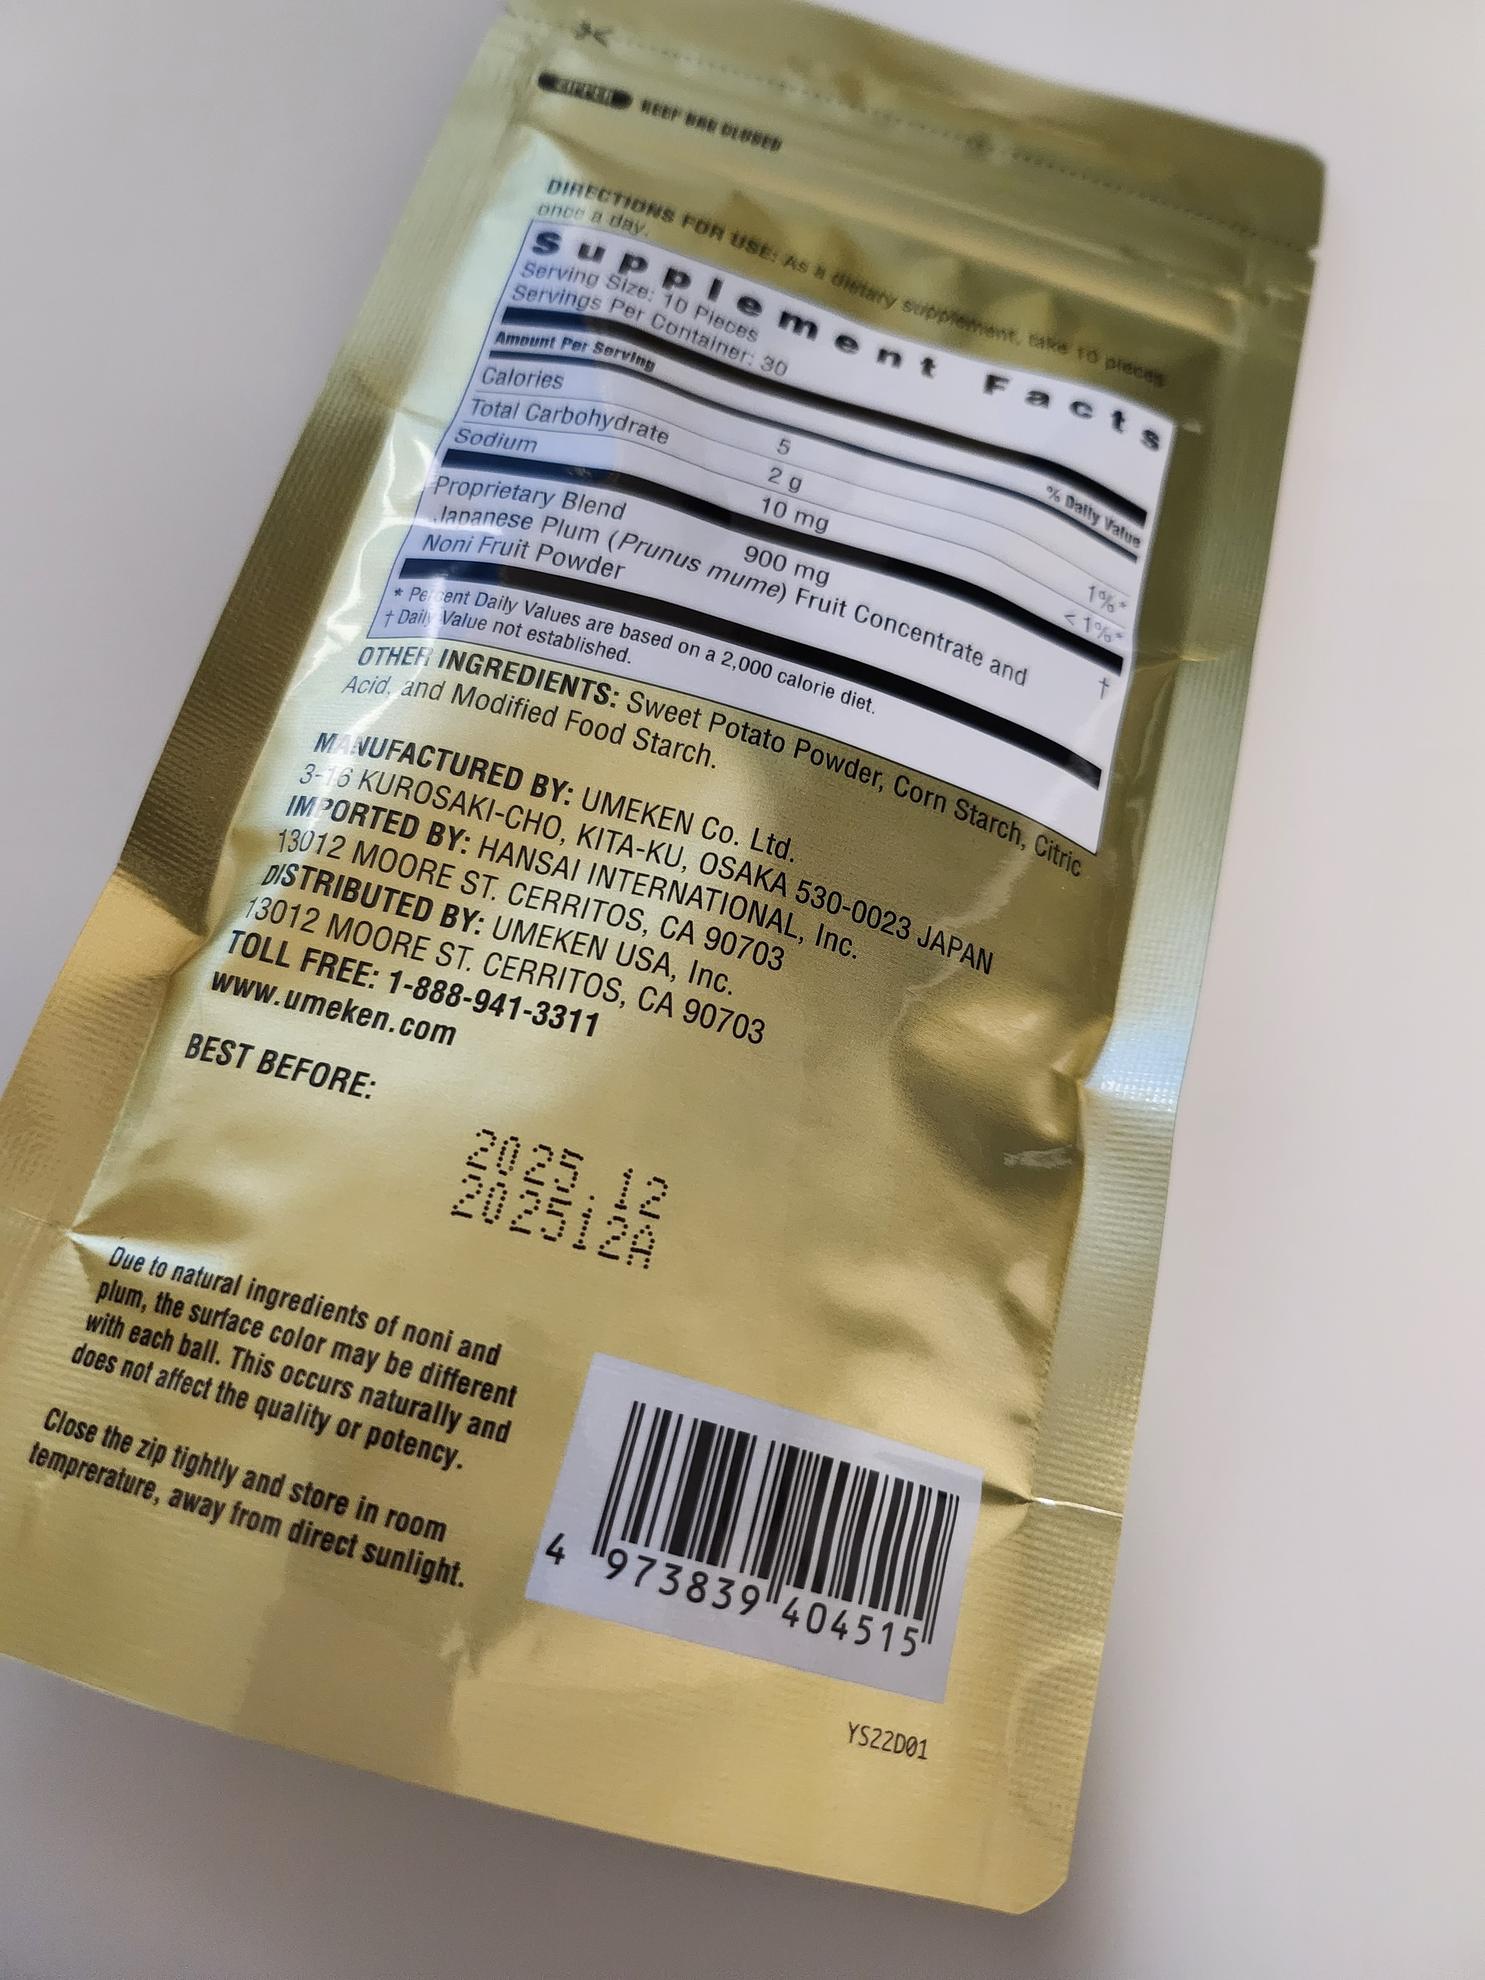 ZIPPER KEEP BAG CLOSED
DIRECTIONS FOR USE: As a dietary supplement, take 10 pieces
once a day.
Supplement Facts
Serving Size: 10 Pieces
Servings Per Container: 30
Amount Per Serving % Daily Value
Calories 5
Total Carbohydrate 2 g 1%*
Sodium 10 mg <1%*
Proprietary Blend 900 mg †
Japanese Plum (Prunus mume) Fruit Concentrate and
Noni Fruit Powder
* Percent Daily Values are based on a 2,000 calorie diet.
† Daily Value not established.
OTHER INGREDIENTS: Sweet Potato Powder, Corn Starch, Citric
Acid, and Modified Food Starch.
MANUFACTURED BY: UMEKEN Co. Ltd.
3-16 KUROSAKI-CHO, KITA-KU, OSAKA 530-0023 JAPAN
IMPORTED BY: HANSAI INTERNATIONAL, Inc.
13012 MOORE ST. CERRITOS, CA 90703
DISTRIBUTED BY: UMEKEN USA, Inc.
13012 MOORE ST. CERRITOS, CA 90703
TOLL FREE: 1-888-941-3311
www.umeken.com
BEST BEFORE:
2025.12
202512A
Due to natural ingredients of noni and
plum, the surface color may be different
with each ball. This occurs naturally and
does not affect the quality or potency.
Close the zip tightly and store in room
temprerature, away from direct sunlight.
4 973839 404515
YS22D01